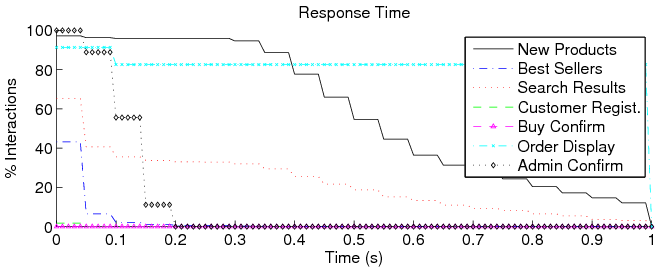 Response Time
% Interactions
100
80
60
40
20
0
0 0.1 0.2 0.3 0.4 0.5 0.6 0.7 0.8 0.9 1
Time (s)
New Products
Best Sellers
Search Results
Customer Regist.
Buy Confirm
Order Display
Admin Confirm